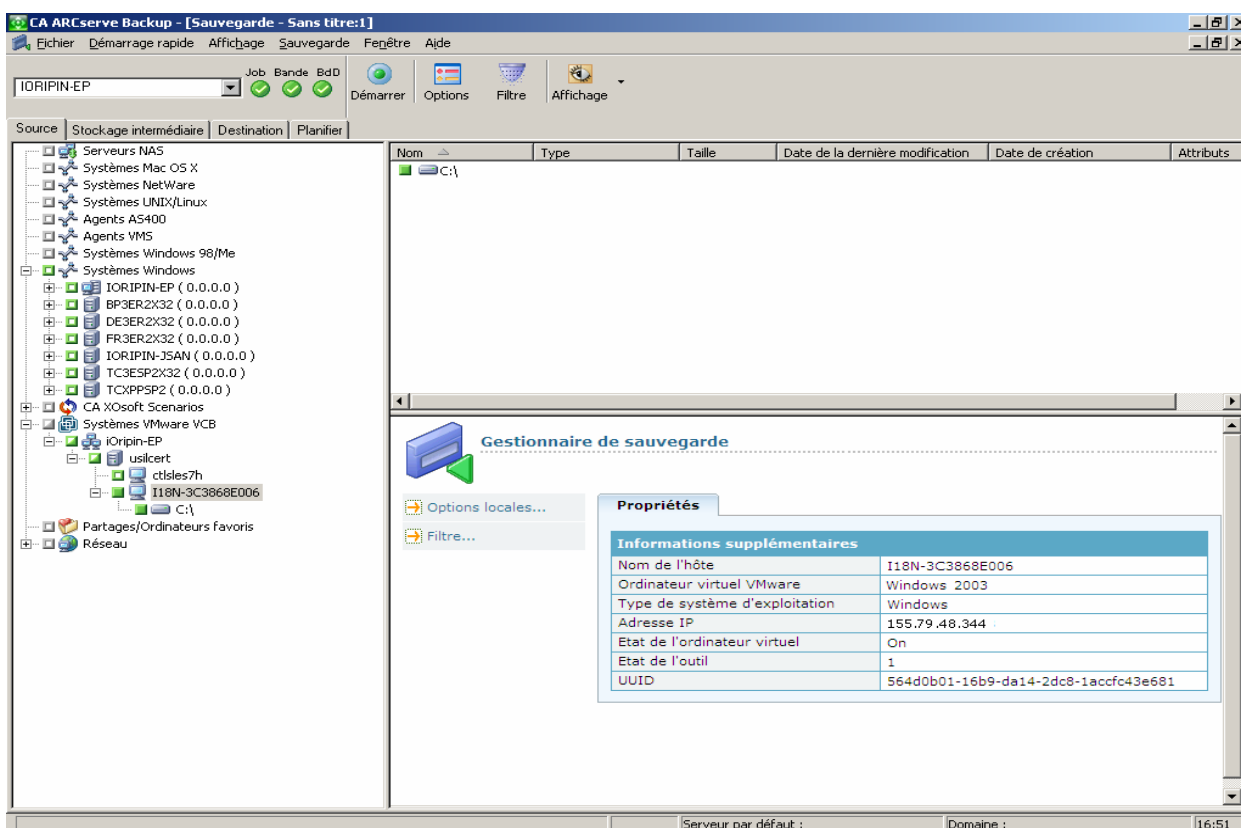 CA ARCserve Backup - [Sauvegarde - Sans titre:1]
Fichier Démarrage rapide Affichage Sauvegarde Fenêtre Aide
IORIPIN-EP
Job Bande BdD
Démarrer Options Filtre Affichage
Source Stockage intermédiaire Destination Planifier
Serveurs NAS
Systèmes Mac OS X
Systèmes NetWare
Systèmes UNIX/Linux
Agents AS400
Agents VMS
Systèmes Windows 98/Me
Systèmes Windows
IORIPIN-EP ( 0.0.0.0 )
BP3ER2X32 ( 0.0.0.0 )
DE3ER2X32 ( 0.0.0.0 )
FR3ER2X32 ( 0.0.0.0 )
IORIPIN-JSAN ( 0.0.0.0 )
TC3ESP2X32 ( 0.0.0.0 )
TCXPPSP2 ( 0.0.0.0 )
CA XOsoft Scenarios
Systèmes VMware VCB
iOripin-EP
usilcert
ctlsles7h
I18N-3C3868E006
C:\
Partages/Ordinateurs favoris
Réseau
Nom Type Taille Date de la dernière modification Date de création Attributs
C:\
Gestionnaire de sauvegarde
Options locales...
Filtre...
Propriétés
Informations supplémentaires
Nom de l'hôte I18N-3C3868E006
Ordinateur virtuel VMware Windows 2003
Type de système d'exploitation Windows
Adresse IP 155.79.48.344
Etat de l'ordinateur virtuel On
Etat de l'outil 1
UUID 564d0b01-16b9-da14-2dc8-1accfc43e681
Serveur par défaut : Domaine : 16:51